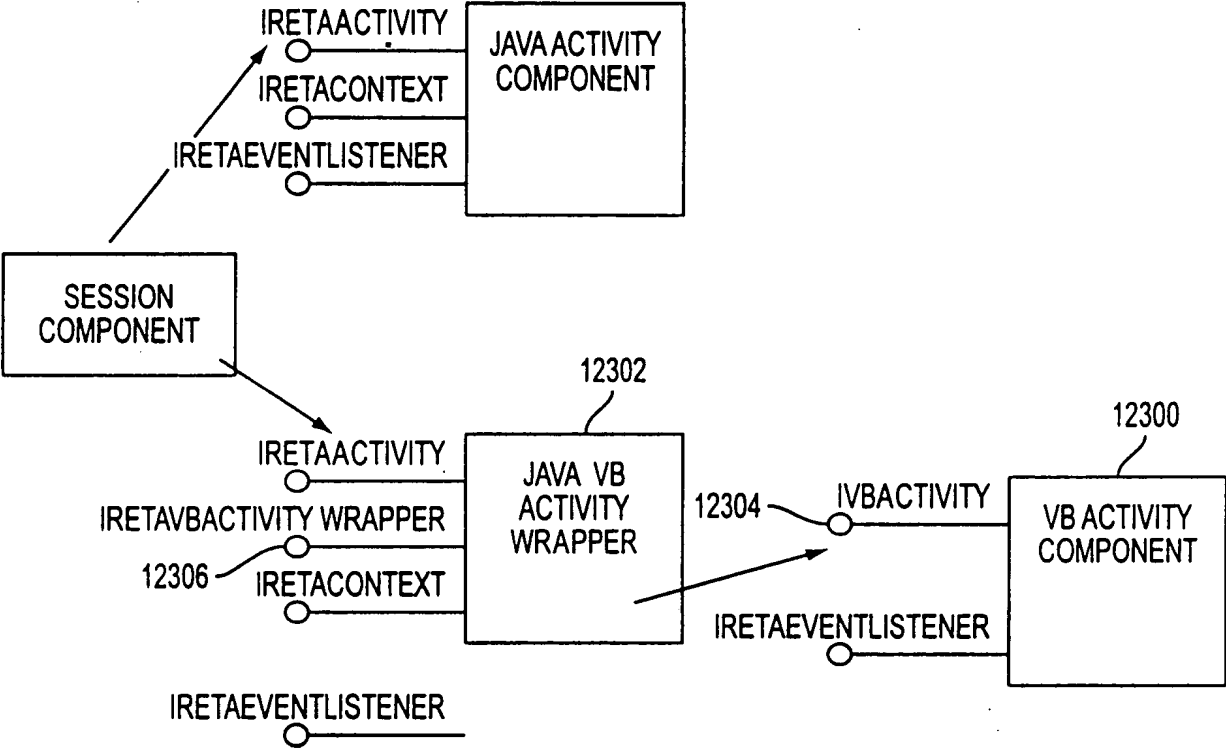 IRETAACTIVITY
JAVA ACTIVITY
COMPONENT
IRETACONTEXT
IRETAEVENTLISTENER
SESSION
COMPONENT
12302
12300
IRETAACTIVITY
JAVA VB
ACTIVITY
WRAPPER
IRETAVBACTIVITY WRAPPER
12306
IRETACONTEXT
12304
IVBACTIVITY
VB ACTIVITY
COMPONENT
IRETAEVENTLISTENER
IRETAEVENTLISTENER